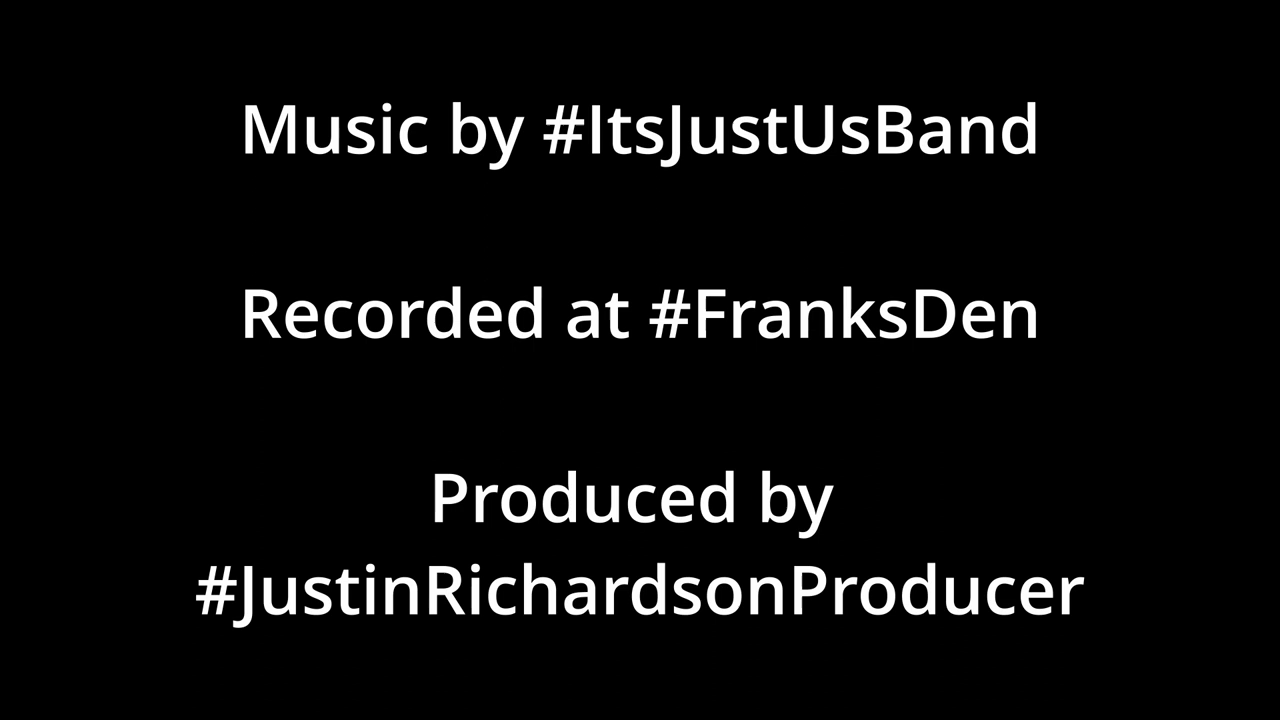 Music by #ItsJustUsBand
Recorded at #FranksDen
Produced by
#JustinRichardsonProducer